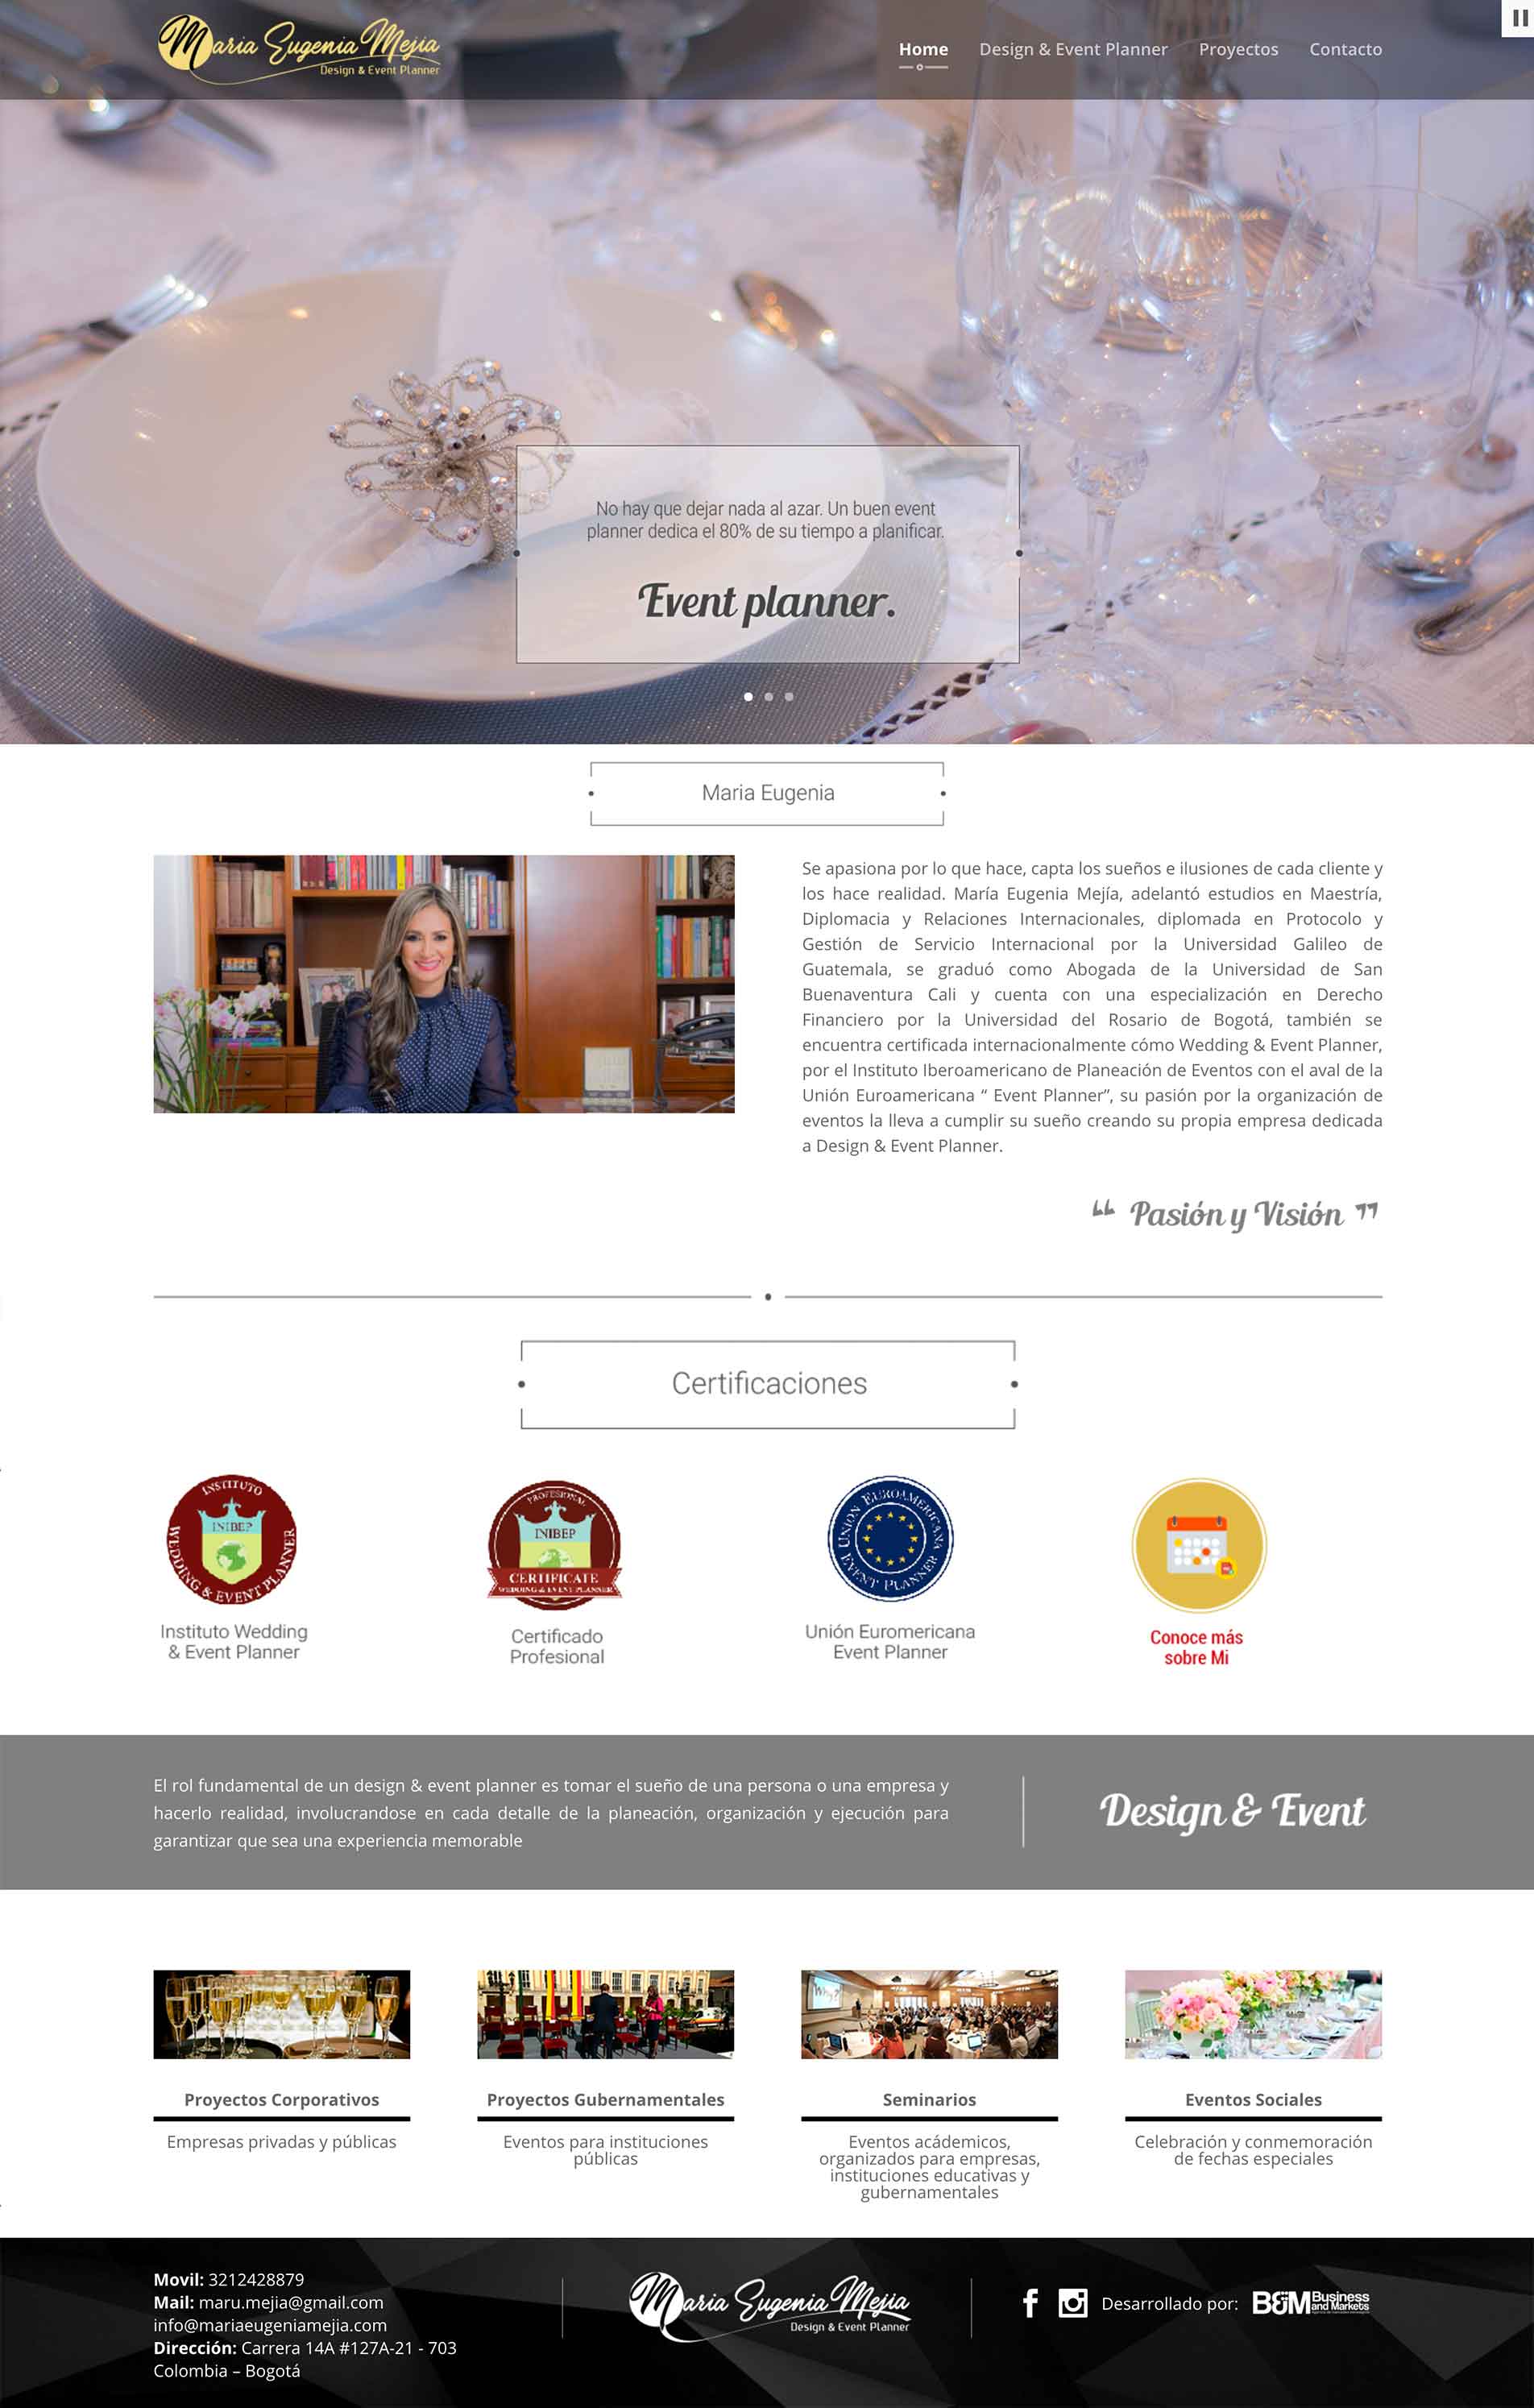 Maria Eugenia Mejia
Design & Event Planner
Home
Design & Event Planner
Proyectos
Contacto
No hay que dejar nada al azar. Un buen event
planner dedica el 80% de su tiempo a planificar.
Event planner.
Maria Eugenia
Se apasiona por lo que hace, capta los sueños e ilusiones de cada cliente y
los hace realidad. María Eugenia Mejía, adelantó estudios en Maestría,
Diplomacia y Relaciones Internacionales, diplomada en Protocolo y
Gestión de Servicio Internacional por la Universidad Galileo de
Guatemala, se graduó como Abogada de la Universidad de San
Buenaventura Cali y cuenta con una especialización en Derecho
Financiero por la Universidad del Rosario de Bogotá, también se
encuentra certificada internacionalmente cómo Wedding & Event Planner,
por el Instituto Iberoamericano de Planeación de Eventos con el aval de la
Unión Euroamericana “ Event Planner”, su pasión por la organización de
eventos la lleva a cumplir su sueño creando su propia empresa dedicada
a Design & Event Planner.
“ Pasión y Visión ”
Certificaciones
INSTITUTO
INIBEP
WEDDING & EVENT PLANNER
PROFESIONAL
INIBEP
CERTIFICATE
WEDDING & EVENT PLANNER
UNION EUROAMERICANA
EVENT PLANNER
Instituto Wedding
& Event Planner
Certificado
Profesional
Unión Euromericana
Event Planner
Conoce más
sobre Mi
El rol fundamental de un design & event planner es tomar el sueño de una persona o una empresa y
hacerlo realidad, involucrandose en cada detalle de la planeación, organización y ejecución para
garantizar que sea una experiencia memorable
Design & Event
Why?
Proyectos Corporativos
Empresas privadas y públicas
Proyectos Gubernamentales
Eventos para instituciones
públicas
Seminarios
Eventos acádemicos,
organizados para empresas,
instituciones educativas y
gubernamentales
Eventos Sociales
Celebración y conmemoración
de fechas especiales
Movil: 3212428879
Mail: maru.mejia@gmail.com
info@mariaeugeniamejia.com
Dirección: Carrera 14A #127A-21 - 703
Colombia – Bogotá
Maria Eugenia Mejia
Design & Event Planner
Desarrollado por:
B&M Business
and Markets